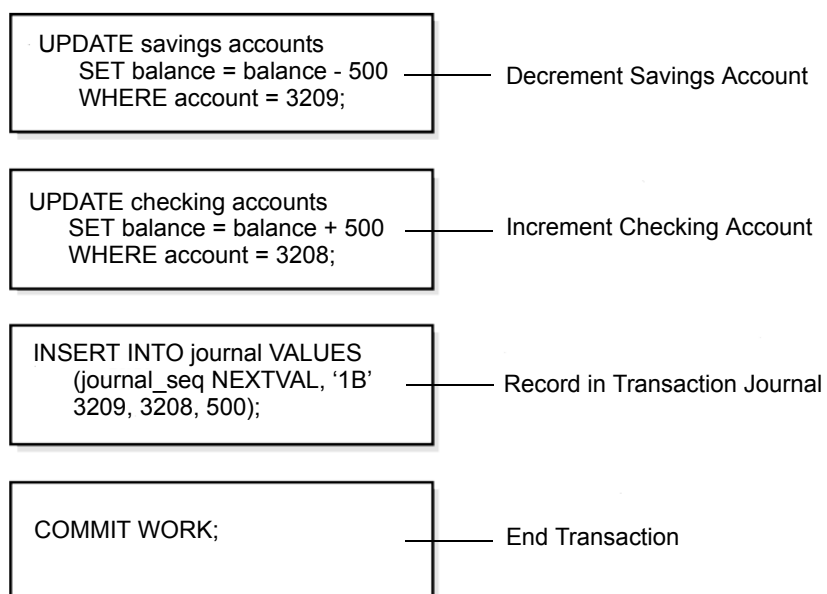 UPDATE savings accounts
SET balance = balance - 500
WHERE account = 3209;
Decrement Savings Account
UPDATE checking accounts
SET balance = balance + 500
WHERE account = 3208;
Increment Checking Account
INSERT INTO journal VALUES
(journal_seq NEXTVAL, ‘1B’
3209, 3208, 500);
Record in Transaction Journal
COMMIT WORK;
End Transaction